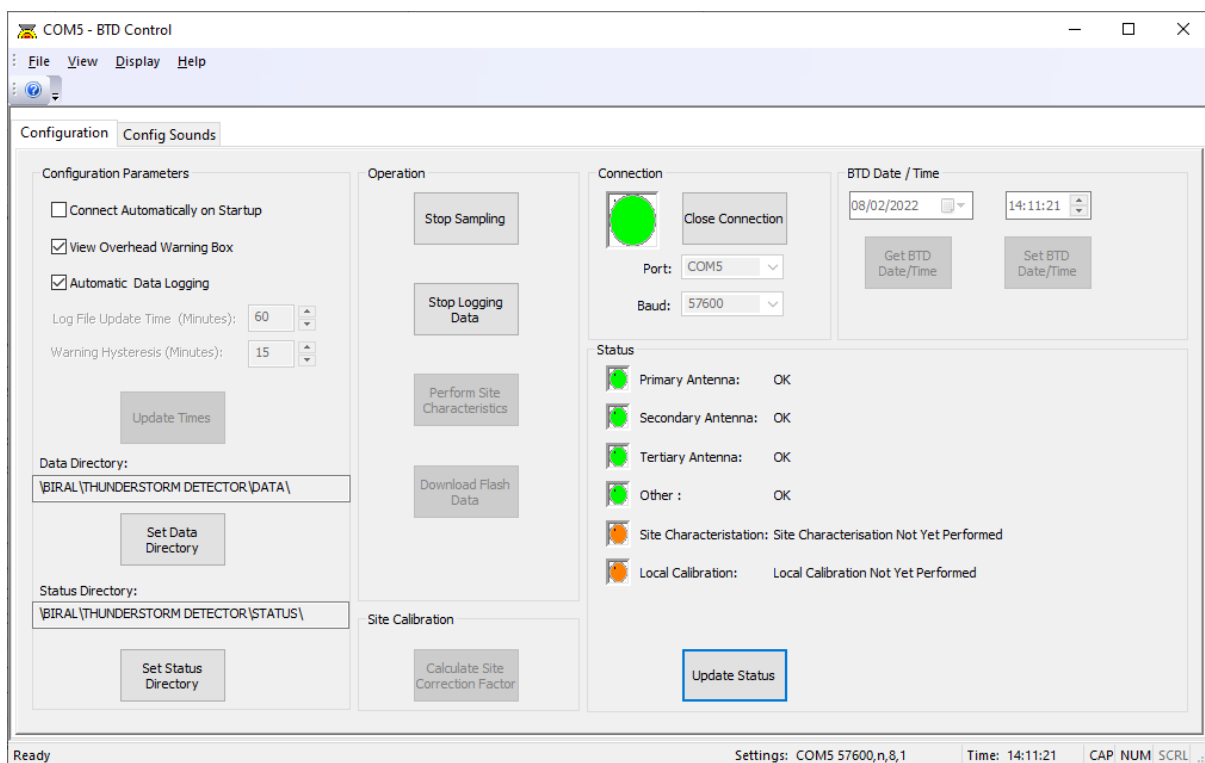 COM5 - BTD Control
File View Display Help
Configuration
Config Sounds
Configuration Parameters
Connect Automatically on Startup
View Overhead Warning Box
Automatic Data Logging
Log File Update Time (Minutes): 60
Warning Hysteresis (Minutes): 15
Update Times
Data Directory:
\BIRAL\THUNDERSTORM DETECTOR\DATA\
Set Data
Directory
Status Directory:
\BIRAL\THUNDERSTORM DETECTOR\STATUS\
Set Status
Directory
Operation
Stop Sampling
Stop Logging
Data
Perform Site
Characteristics
Download Flash
Data
Site Calibration
Calculate Site
Correction Factor
Connection
Close Connection
Port: COM5
Baud: 57600
BTD Date / Time
08/02/2022 14:11:21
Get BTD
Date/Time
Set BTD
Date/Time
Status
Primary Antenna: OK
Secondary Antenna: OK
Tertiary Antenna: OK
Other : OK
Site Characteristation: Site Characterisation Not Yet Performed
Local Calibration: Local Calibration Not Yet Performed
Update Status
Ready
Settings: COM5 57600,n,8,1
Time: 14:11:21
CAP NUM SCRL